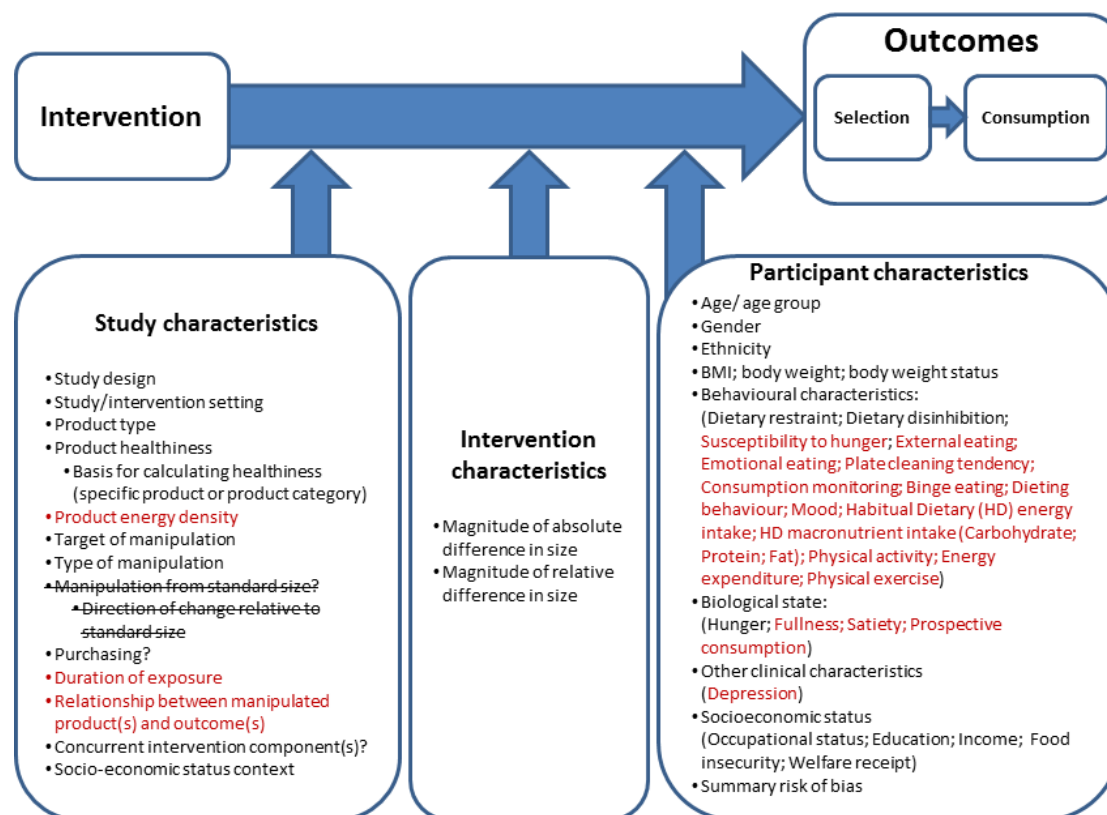 Outcomes
Intervention
Selection
Consumption
Study characteristics
• Study design
• Study/intervention setting
• Product type
• Product healthiness
• Basis for calculating healthiness
(specific product or product category)
• Product energy density
• Target of manipulation
• Type of manipulation
• Manipulation from standard size?
• Direction of change relative to
standard size
• Purchasing?
• Duration of exposure
• Relationship between manipulated
product(s) and outcome(s)
• Concurrent intervention component(s)?
• Socio-economic status context
Intervention
characteristics
• Magnitude of absolute
difference in size
• Magnitude of relative
difference in size
Participant characteristics
• Age/ age group
• Gender
• Ethnicity
• BMI; body weight; body weight status
• Behavioural characteristics:
(Dietary restraint; Dietary disinhibition;
Susceptibility to hunger; External eating;
Emotional eating; Plate cleaning tendency;
Consumption monitoring; Binge eating; Dieting
behaviour; Mood; Habitual Dietary (HD) energy
intake; HD macronutrient intake (Carbohydrate;
Protein; Fat); Physical activity; Energy
expenditure; Physical exercise)
• Biological state:
(Hunger; Fullness; Satiety; Prospective
consumption)
• Other clinical characteristics
(Depression)
• Socioeconomic status
(Occupational status; Education; Income; Food
insecurity; Welfare receipt)
• Summary risk of bias